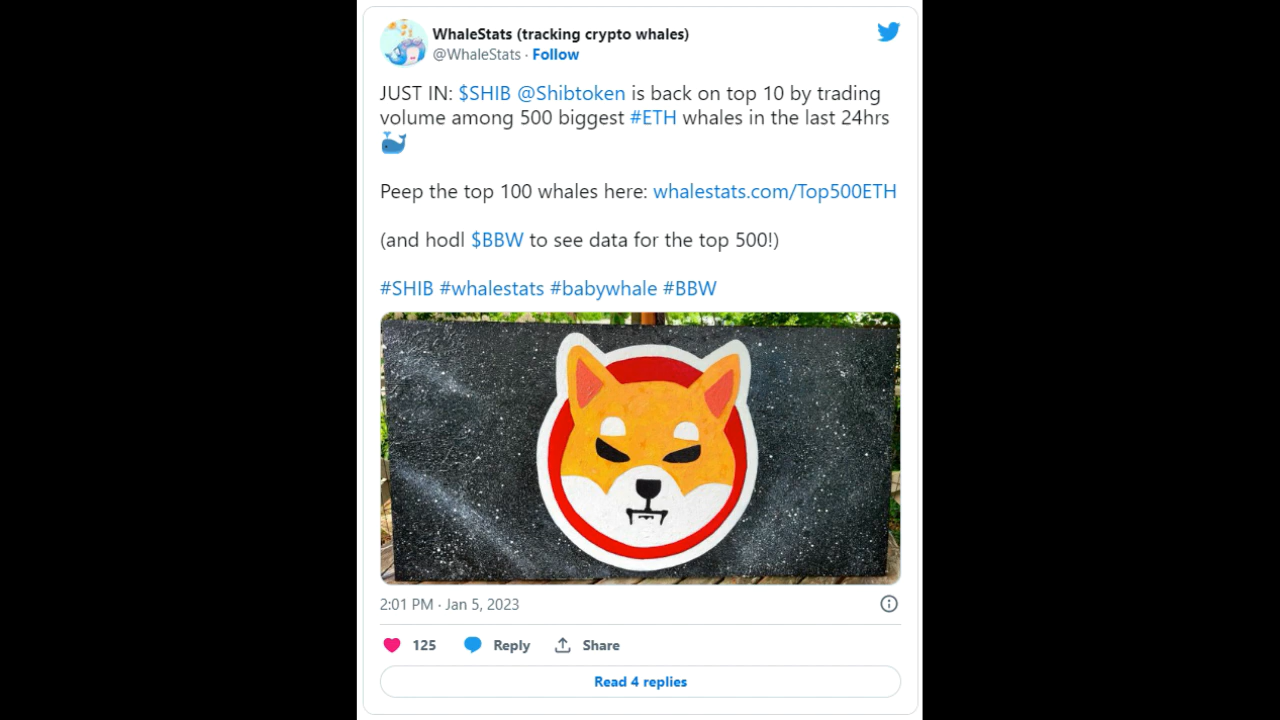 WhaleStats (tracking crypto whales)
@WhaleStats · Follow
JUST IN: $SHIB @Shibtoken is back on top 10 by trading
volume among 500 biggest #ETH whales in the last 24hrs
🐳
Peep the top 100 whales here: whalestats.com/Top500ETH
(and hodl $BBW to see data for the top 500!)
#SHIB #whalestats #babywhale #BBW
2:01 PM · Jan 5, 2023
125 Reply Share
Read 4 replies